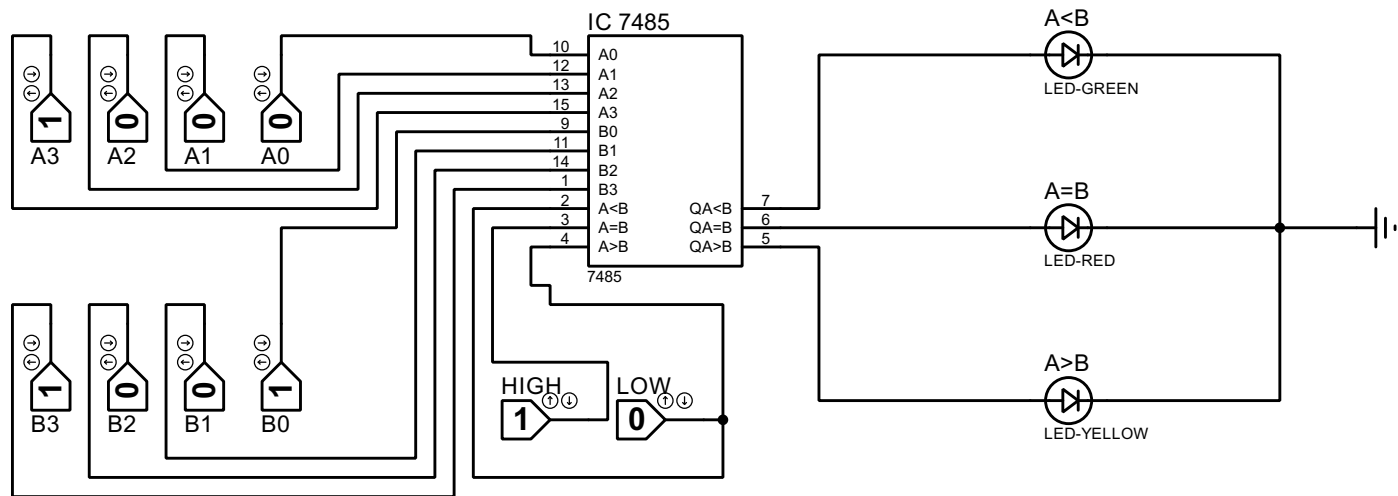 IC 7485
A<B
10 A0
12 A1
13 A2
15 A3
9 B0
11 B1
14 B2
1 B3
2 A<B QA<B 7
3 A=B QA=B 6
4 A>B QA>B 5
7485
LED-GREEN
1 0 0 0
A3 A2 A1 A0
A=B
LED-RED
1 0 0 1
B3 B2 B1 B0
HIGH LOW
1 0
A>B
LED-YELLOW